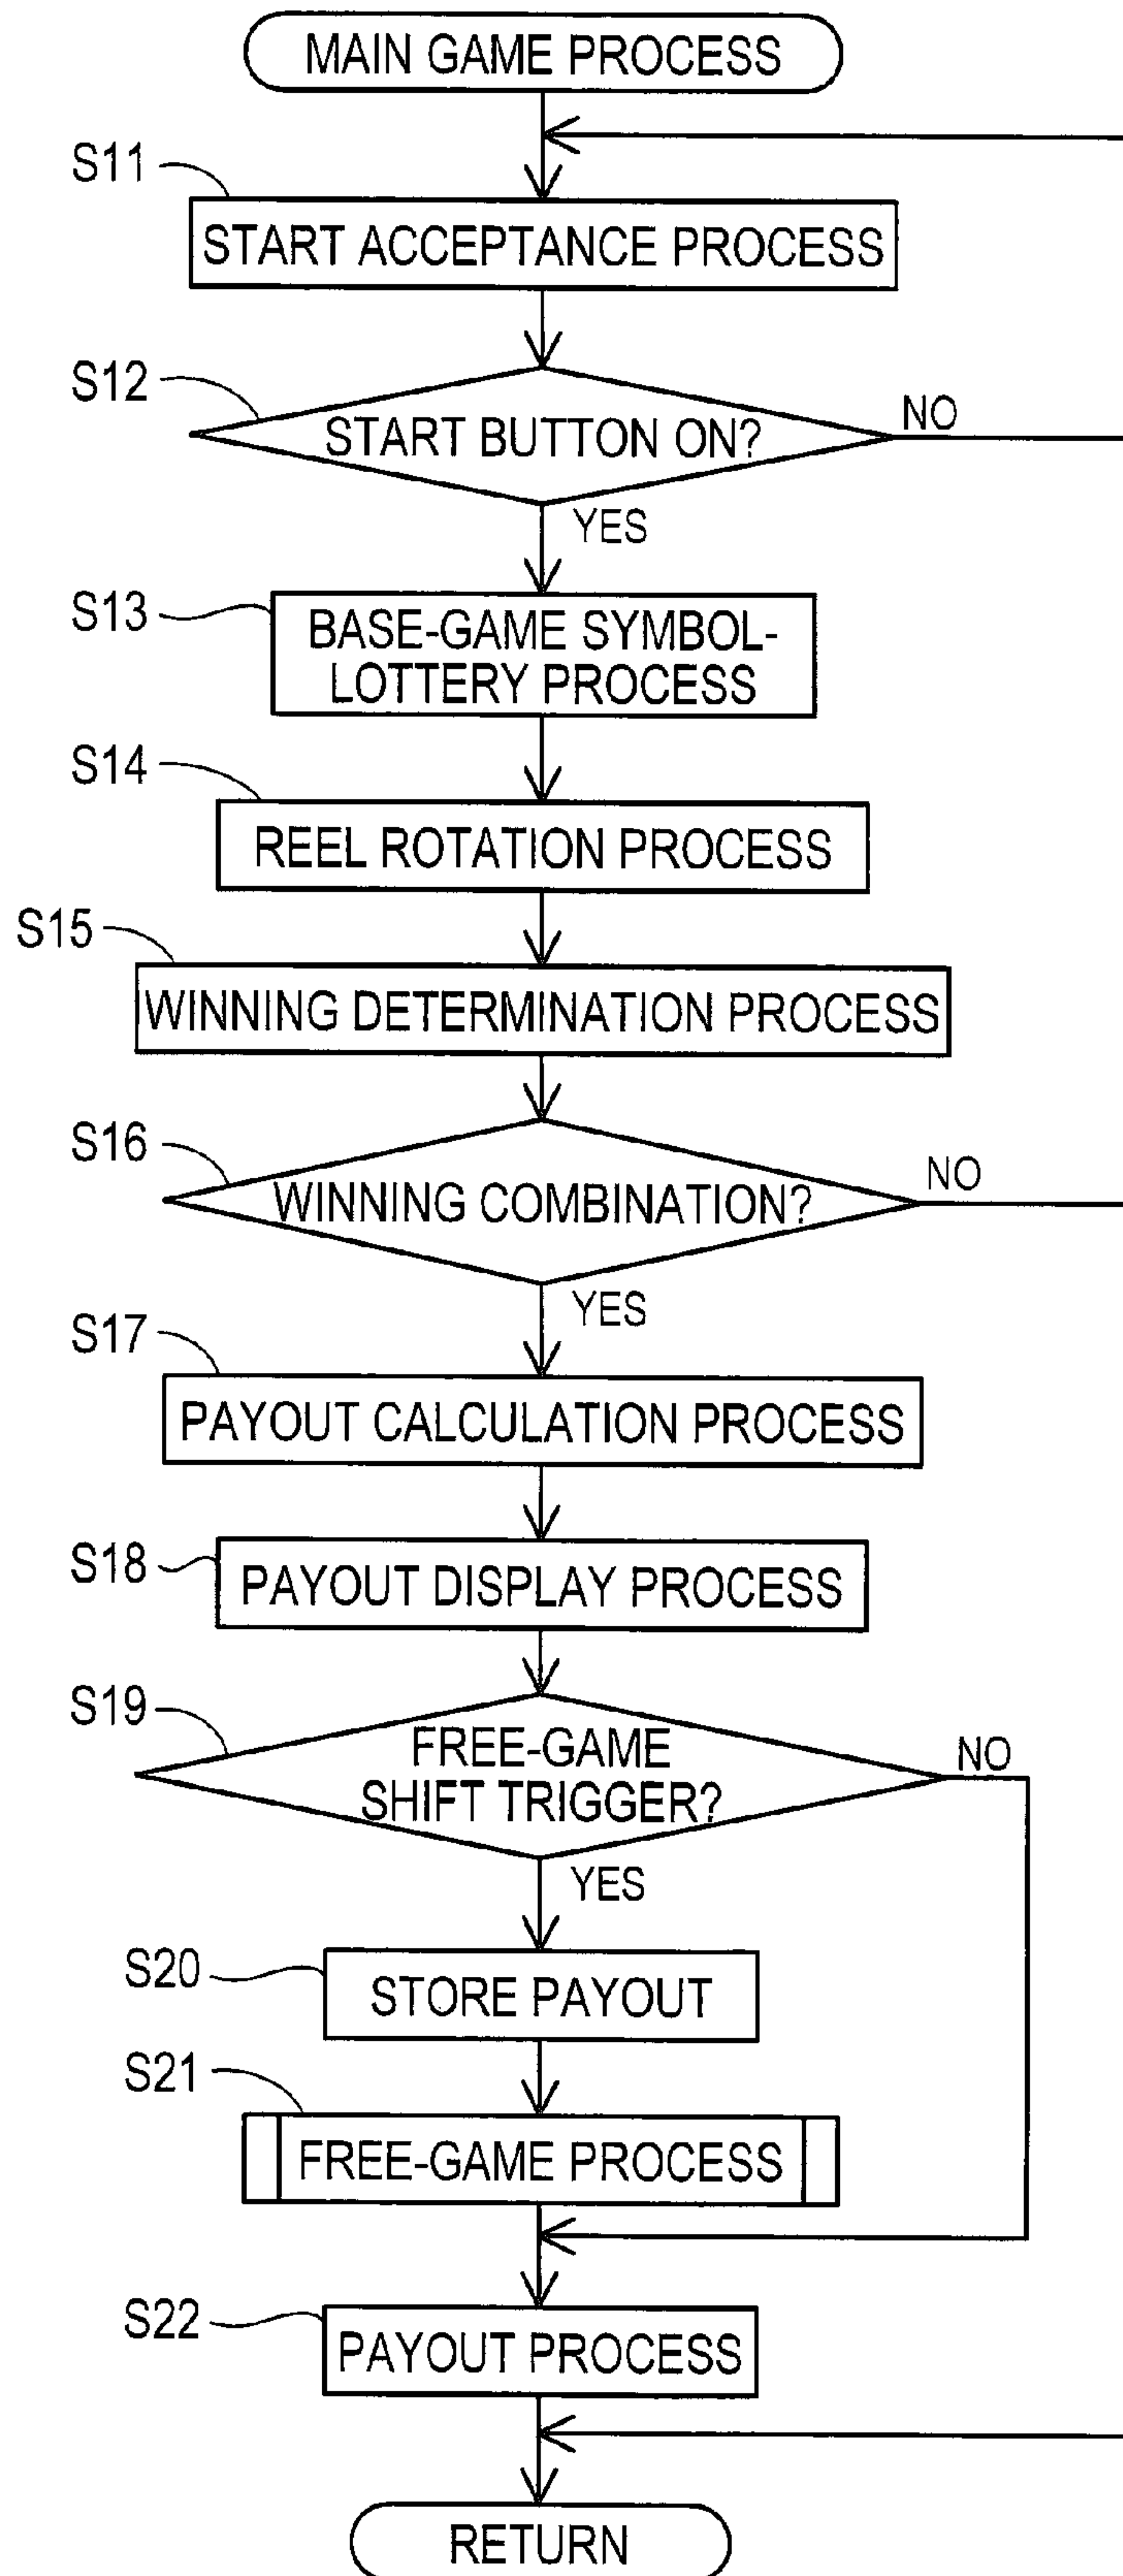 MAIN GAME PROCESS
S11
START ACCEPTANCE PROCESS
S12
START BUTTON ON?
NO
YES
S13
BASE-GAME SYMBOL-
LOTTERY PROCESS
S14
REEL ROTATION PROCESS
S15
WINNING DETERMINATION PROCESS
S16
WINNING COMBINATION?
NO
YES
S17
PAYOUT CALCULATION PROCESS
S18
PAYOUT DISPLAY PROCESS
S19
FREE-GAME
SHIFT TRIGGER?
NO
YES
S20
STORE PAYOUT
S21
FREE-GAME PROCESS
S22
PAYOUT PROCESS
RETURN